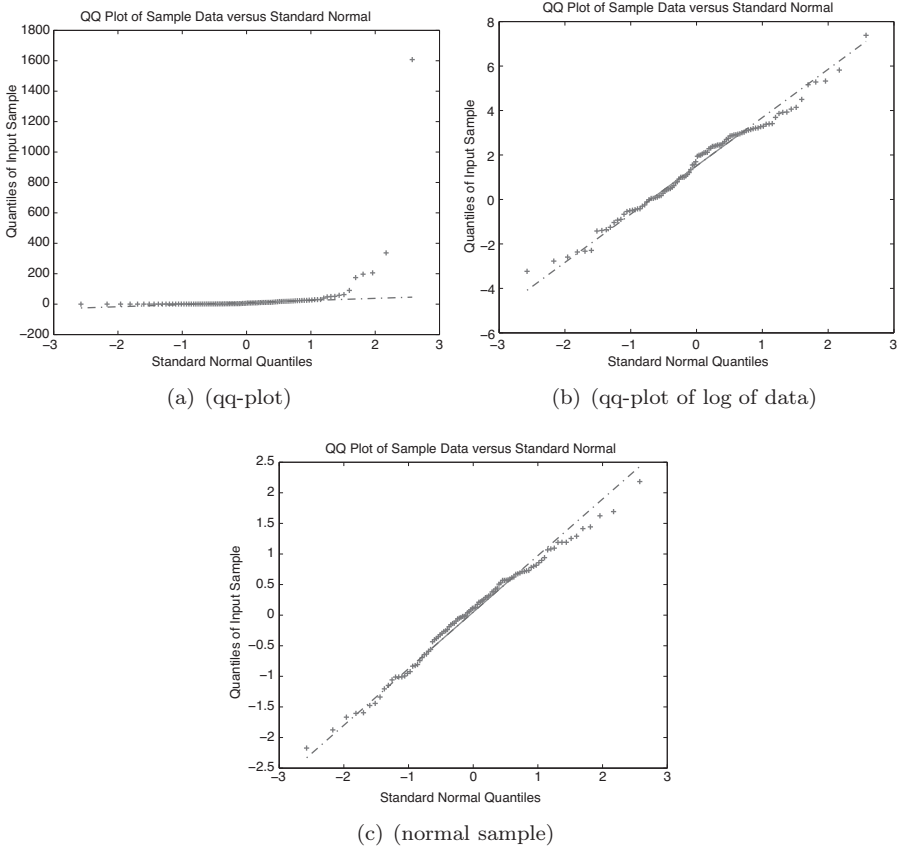 QQ Plot of Sample Data versus Standard Normal
1800
1600
1400
1200
1000
800
600
400
200
0
−200
Quantiles of Input Sample
−3 −2 −1 0 1 2 3
Standard Normal Quantiles
(a) (qq-plot)
QQ Plot of Sample Data versus Standard Normal
8
6
4
2
0
−2
−4
−6
Quantiles of Input Sample
−3 −2 −1 0 1 2 3
Standard Normal Quantiles
(b) (qq-plot of log of data)
QQ Plot of Sample Data versus Standard Normal
2.5
2
1.5
1
0.5
0
−0.5
−1
−1.5
−2
−2.5
Quantiles of Input Sample
−3 −2 −1 0 1 2 3
Standard Normal Quantiles
(c) (normal sample)